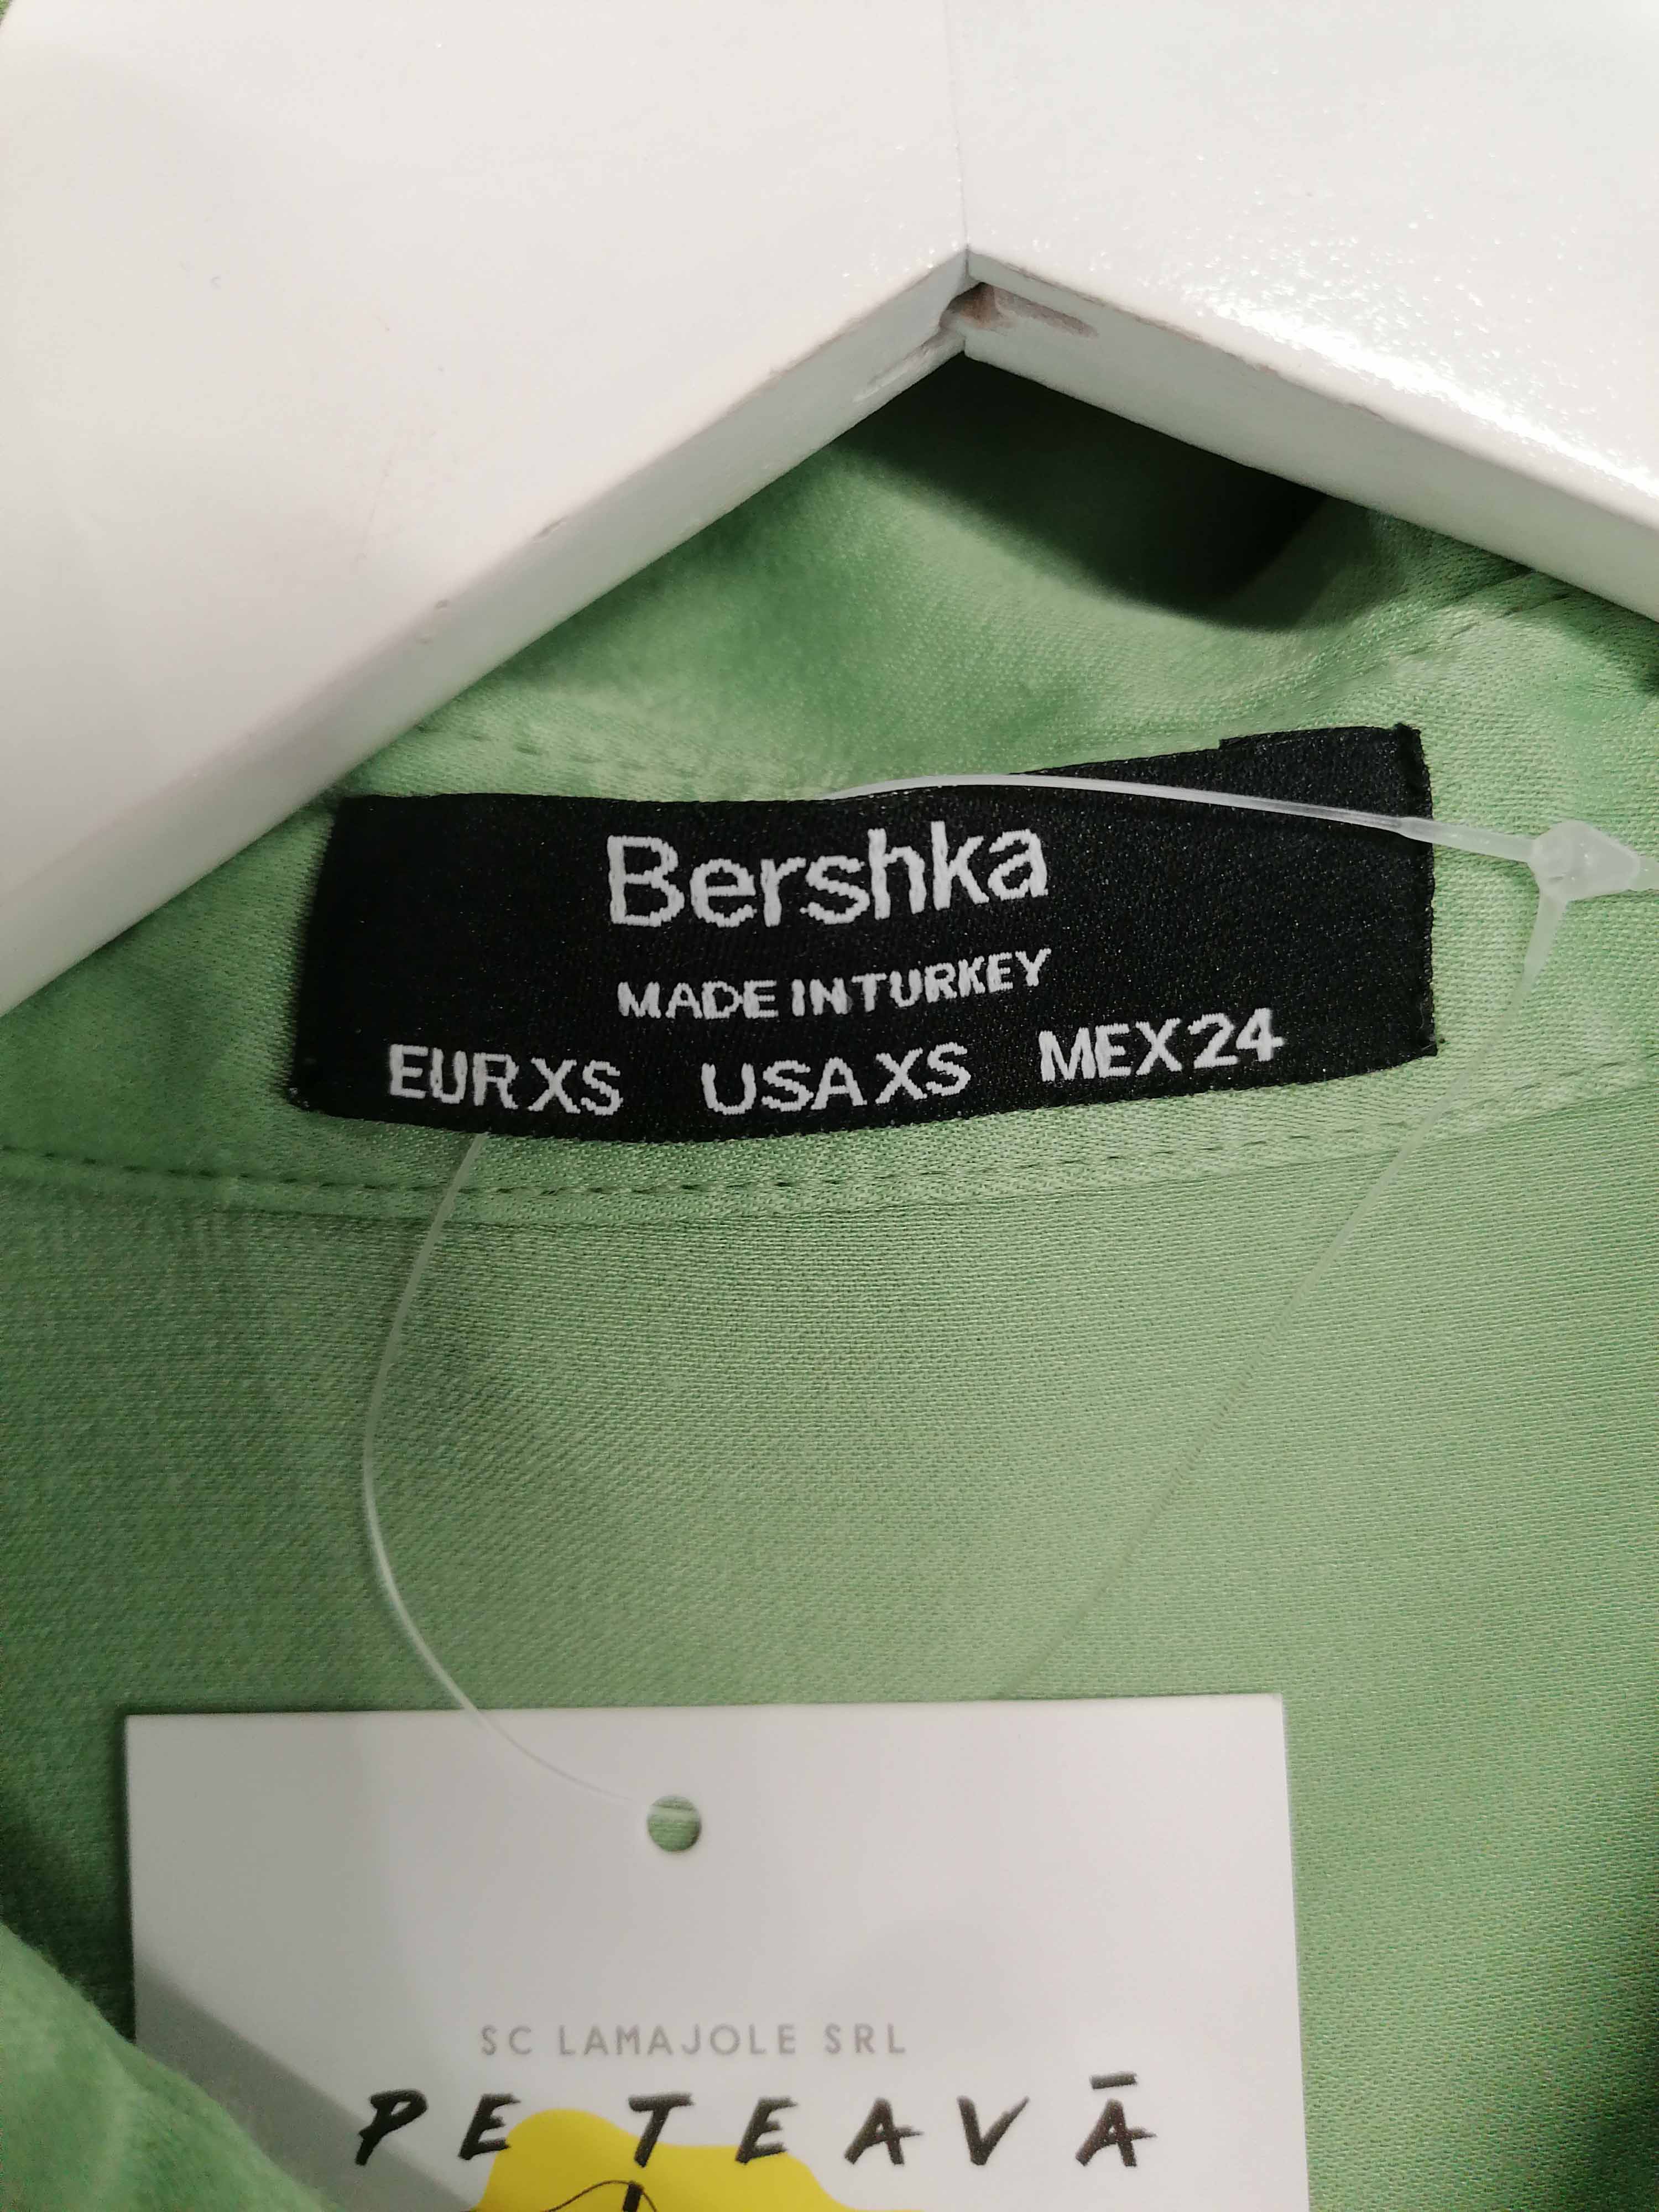 Bershka
MADE IN TURKEY
EUR XS USA XS MEX 24
SC LAMAJOLE SRL
PE TEAVĀ